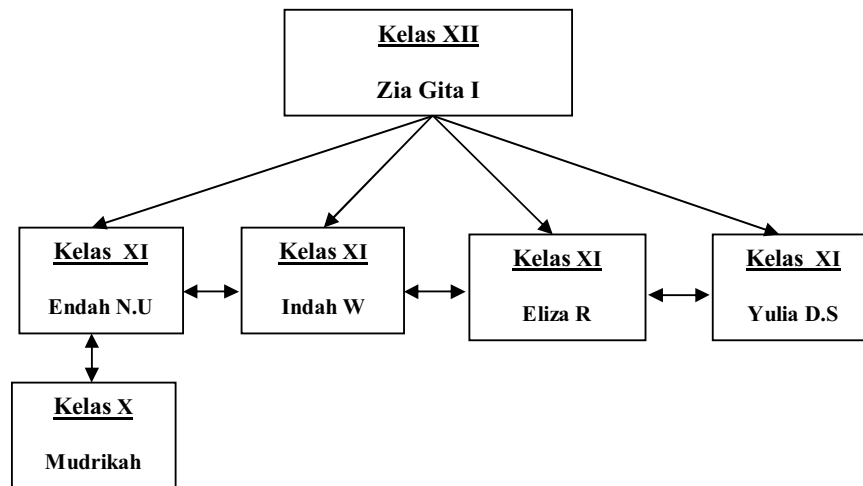 Kelas XII
Zia Gita I
Kelas XI
Endah N.U
Kelas XI
Indah W
Kelas XI
Eliza R
Kelas XI
Yulia D.S
Kelas X
Mudrikah